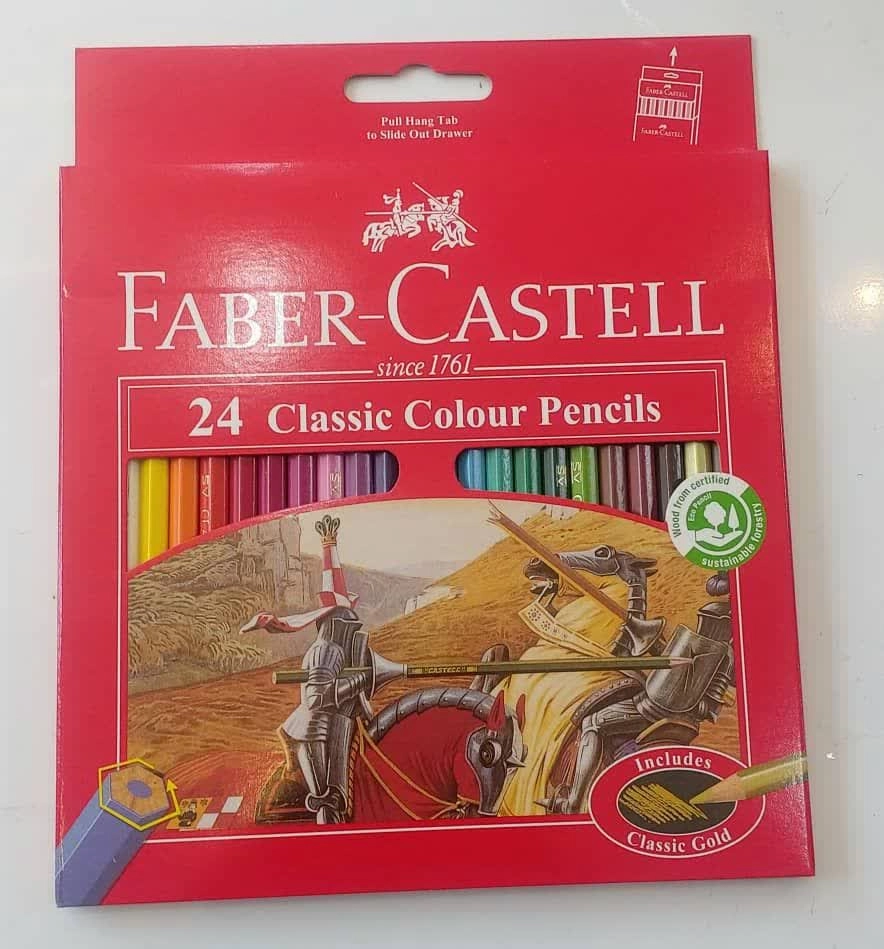 Pull Hang Tab
to Slide Out Drawer
FABER-CASTELL
FABER-CASTELL
FABER-CASTELL
since 1761
24 Classic Colour Pencils
Wood from certified
Eco Pencil
sustainable forestry
CASTELL
Includes
Classic Gold